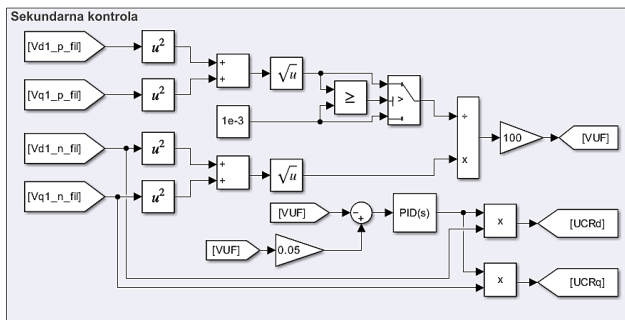 Sekundarna kontrola
[Vd1_p_fil]
u²
+
+
√u
[Vq1_p_fil]
u²
≥
>
1e-3
÷
x
100
[VUF]
[Vd1_n_fil]
u²
+
+
√u
[Vq1_n_fil]
u²
[VUF]
−
+
PID(s)
x
[UCRd]
[VUF]
0.05
x
[UCRq]